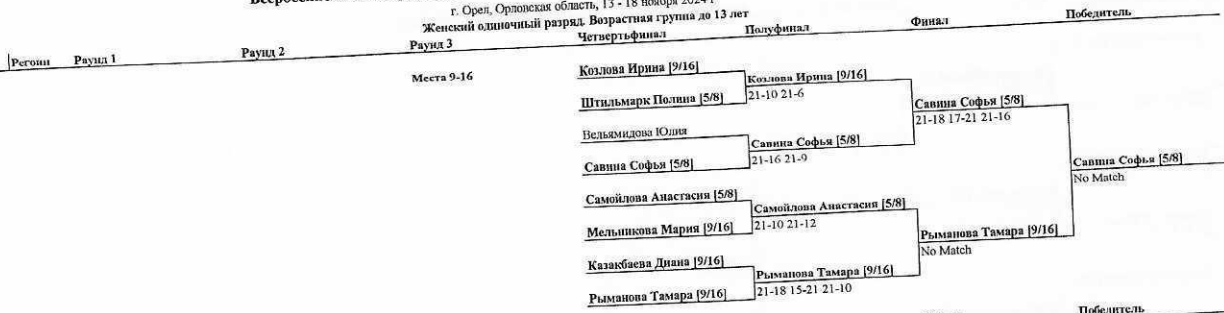 г. Орел, Орловская область, 13 - 18 ноября 2024 г
Женский одиночный разряд. Возрастная группа до 13 лет
Регион Раунд 1 Раунд 2 Раунд 3 Четвертьфинал Полуфинал Финал Победитель
Места 9-16
Козлова Ирина [9/16]
Козлова Ирина [9/16]
21-10 21-6
Штильмарк Полина [5/8]
Савина Софья [5/8]
21-18 17-21 21-16
Вельямидова Юлия
Савина Софья [5/8]
21-16 21-9
Савина Софья [5/8]
Савина Софья [5/8]
No Match
Самойлова Анастасия [5/8]
Самойлова Анастасия [5/8]
21-10 21-12
Мельникова Мария [9/16]
Рыманова Тамара [9/16]
No Match
Казакбаева Диана [9/16]
Рыманова Тамара [9/16]
21-18 15-21 21-10
Рыманова Тамара [9/16]
Победитель